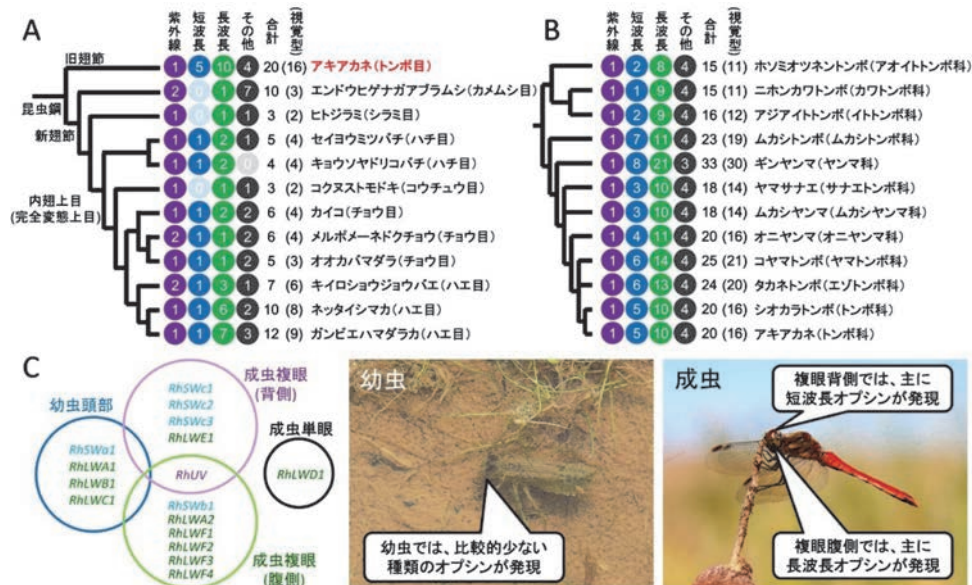 A
紫外線 短波長 長波長 その他 合計 (視覚型)
旧翅節
昆虫綱
新翅節
内翅上目
(完全変態上目)
1 5 10 4 20 (16) アキアカネ(トンボ目)
2 0 1 7 10 (3) エンドウヒゲナガアブラムシ(カメムシ目)
1 0 1 1 3 (2) ヒトジラミ(シラミ目)
1 1 2 1 5 (4) セイヨウミツバチ(ハチ目)
1 1 2 0 4 (4) キョウソヤドリコバチ(ハチ目)
1 0 1 1 3 (2) コクヌストモドキ(コウチュウ目)
1 1 2 2 6 (4) カイコ(チョウ目)
2 1 1 2 6 (4) メルポメーネドクチョウ(チョウ目)
1 1 1 2 5 (3) オオカバマダラ(チョウ目)
2 1 3 1 7 (6) キイロショウジョウバエ(ハエ目)
1 1 6 2 10 (8) ネッタイシマカ(ハエ目)
1 1 7 3 12 (9) ガンビエハマダラカ(ハエ目)
B
紫外線 短波長 長波長 その他 合計 (視覚型)
1 2 8 4 15 (11) ホソミオツネントンボ(アオイトトンボ科)
1 1 9 4 15 (11) ニホンカワトンボ(カワトンボ科)
1 2 9 4 16 (12) アジアイトトンボ(イトトンボ科)
1 7 11 4 23 (19) ムカシトンボ(ムカシトンボ科)
1 8 21 3 33 (30) ギンヤンマ(ヤンマ科)
1 3 10 4 18 (14) ヤマサナエ(サナエトンボ科)
1 3 10 4 18 (14) ムカシヤンマ(ムカシヤンマ科)
1 4 11 4 20 (16) オニヤンマ(オニヤンマ科)
1 6 14 4 25 (21) コヤマトンボ(ヤマトンボ科)
1 6 13 4 24 (20) タカネトンボ(エゾトンボ科)
1 5 10 4 20 (16) シオカラトンボ(トンボ科)
1 5 10 4 20 (16) アキアカネ(トンボ科)
C
幼虫頭部
RhSWa1
RhLWA1
RhLWB1
RhLWC1
成虫複眼
(背側)
RhSWc1
RhSWc2
RhSWc3
RhLWE1
RhUV
RhSWb1
RhLWA2
RhLWF1
RhLWF2
RhLWF3
RhLWF4
成虫複眼
(腹側)
成虫単眼
RhLWD1
幼虫
幼虫では、比較的少ない
種類のオプシンが発現
成虫
複眼背側では、主に
短波長オプシンが発現
複眼腹側では、主に
長波長オプシンが発現